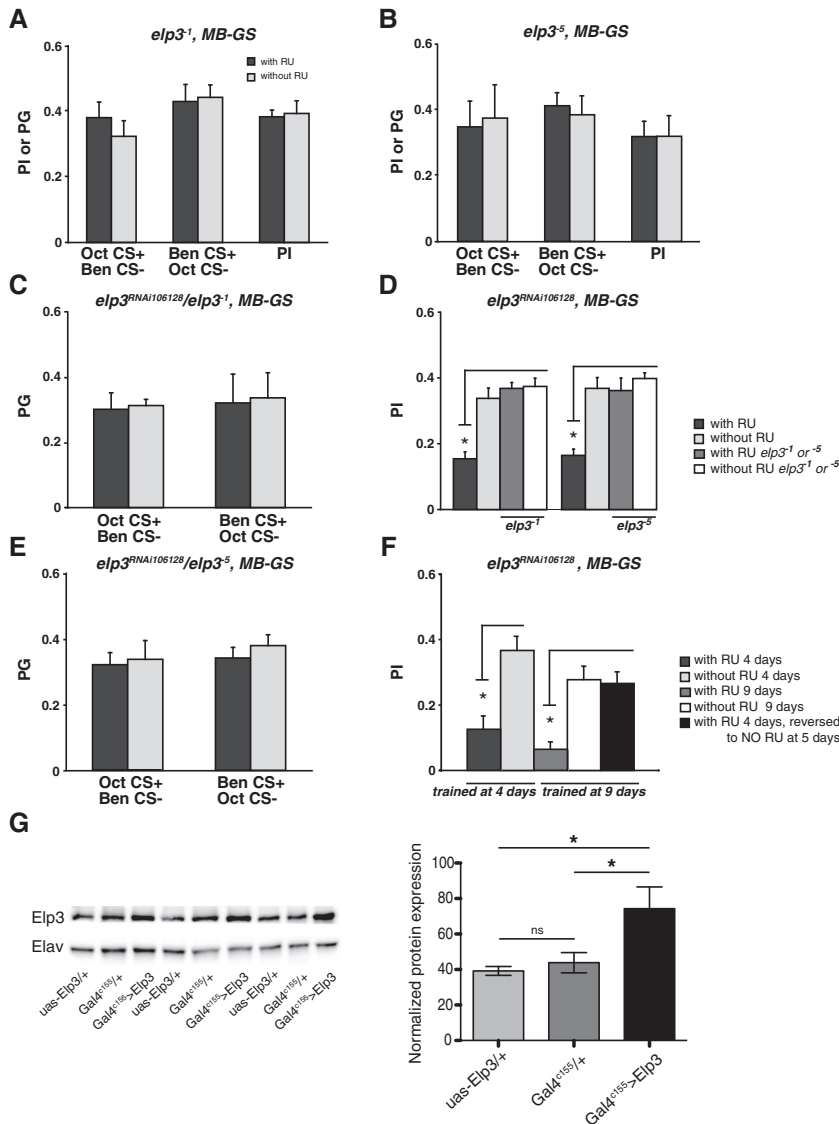 A
elp3-1, MB-GS
with RU
without RU
PI or PG
0.6
0.4
0.2
0
Oct CS+
Ben CS-
Ben CS+
Oct CS-
PI
B
elp3-5, MB-GS
PI or PG
0.6
0.4
0.2
0
Oct CS+
Ben CS-
Ben CS+
Oct CS-
PI
C
elp3RNAi106128/elp3-1, MB-GS
PG
0.6
0.4
0.2
0
Oct CS+
Ben CS-
Ben CS+
Oct CS-
D
elp3RNAi106128, MB-GS
PI
0.6
0.4
0.2
0
*
*
elp3-1
elp3-5
with RU
without RU
with RU elp3-1 or -5
without RU elp3-1 or -5
E
elp3RNAi106128/elp3-5, MB-GS
PG
0.6
0.4
0.2
0
Oct CS+
Ben CS-
Ben CS+
Oct CS-
F
elp3RNAi106128, MB-GS
PI
0.6
0.4
0.2
0
*
*
trained at 4 days
trained at 9 days
with RU 4 days
without RU 4 days
with RU 9 days
without RU 9 days
with RU 4 days, reversed
to NO RU at 5 days
G
Elp3
Elav
uas-Elp3/+
Gal4c155/+
Gal4c155>Elp3
uas-Elp3/+
Gal4c155/+
Gal4c155>Elp3
uas-Elp3/+
Gal4c155/+
Gal4c155>Elp3
Normalized protein expression
100
80
60
40
20
0
*
*
ns
uas-Elp3/+
Gal4c155/+
Gal4c155>Elp3